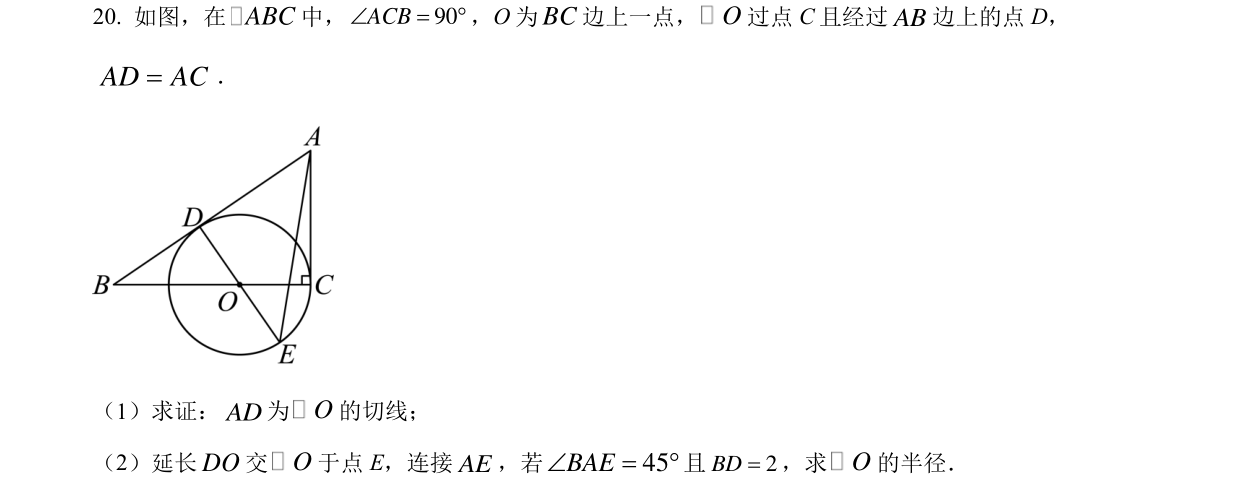 20. 如图，在□ABC中，∠ACB=90°，O为BC边上一点，□ O过点C且经过AB边上的点D，
AD=AC．
A
D
B
O
C
E
（1）求证：AD为□ O的切线；
（2）延长DO交□ O于点E，连接AE，若∠BAE=45°且BD=2，求□ O的半径．